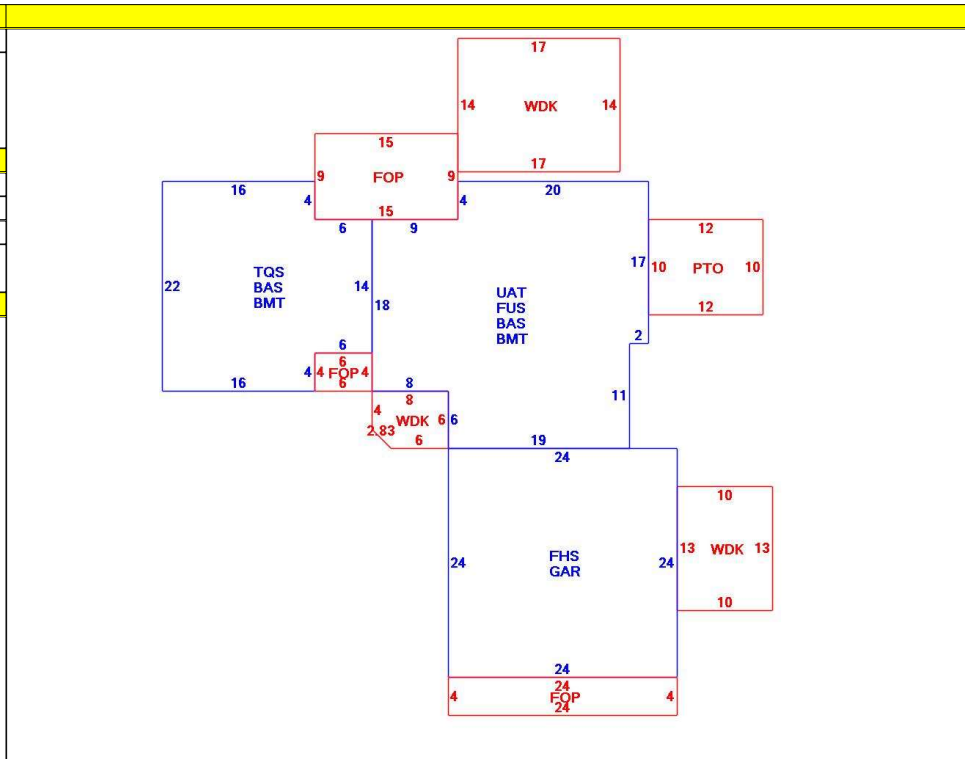 17
14 WDK 14
17
15
9 FOP 9
15
16
4
6
9
20
4
22
TQS
BAS
BMT
14
18
UAT
FUS
BAS
BMT
17
12
10 PTO 10
12
2
11
6
6
4 4 FOP 4
6
16
8
8
4
WDK 6 6
2.83
6
19
24
24
FHS
GAR
24
10
13 WDK 13
10
24
24
4 FOP 4
24